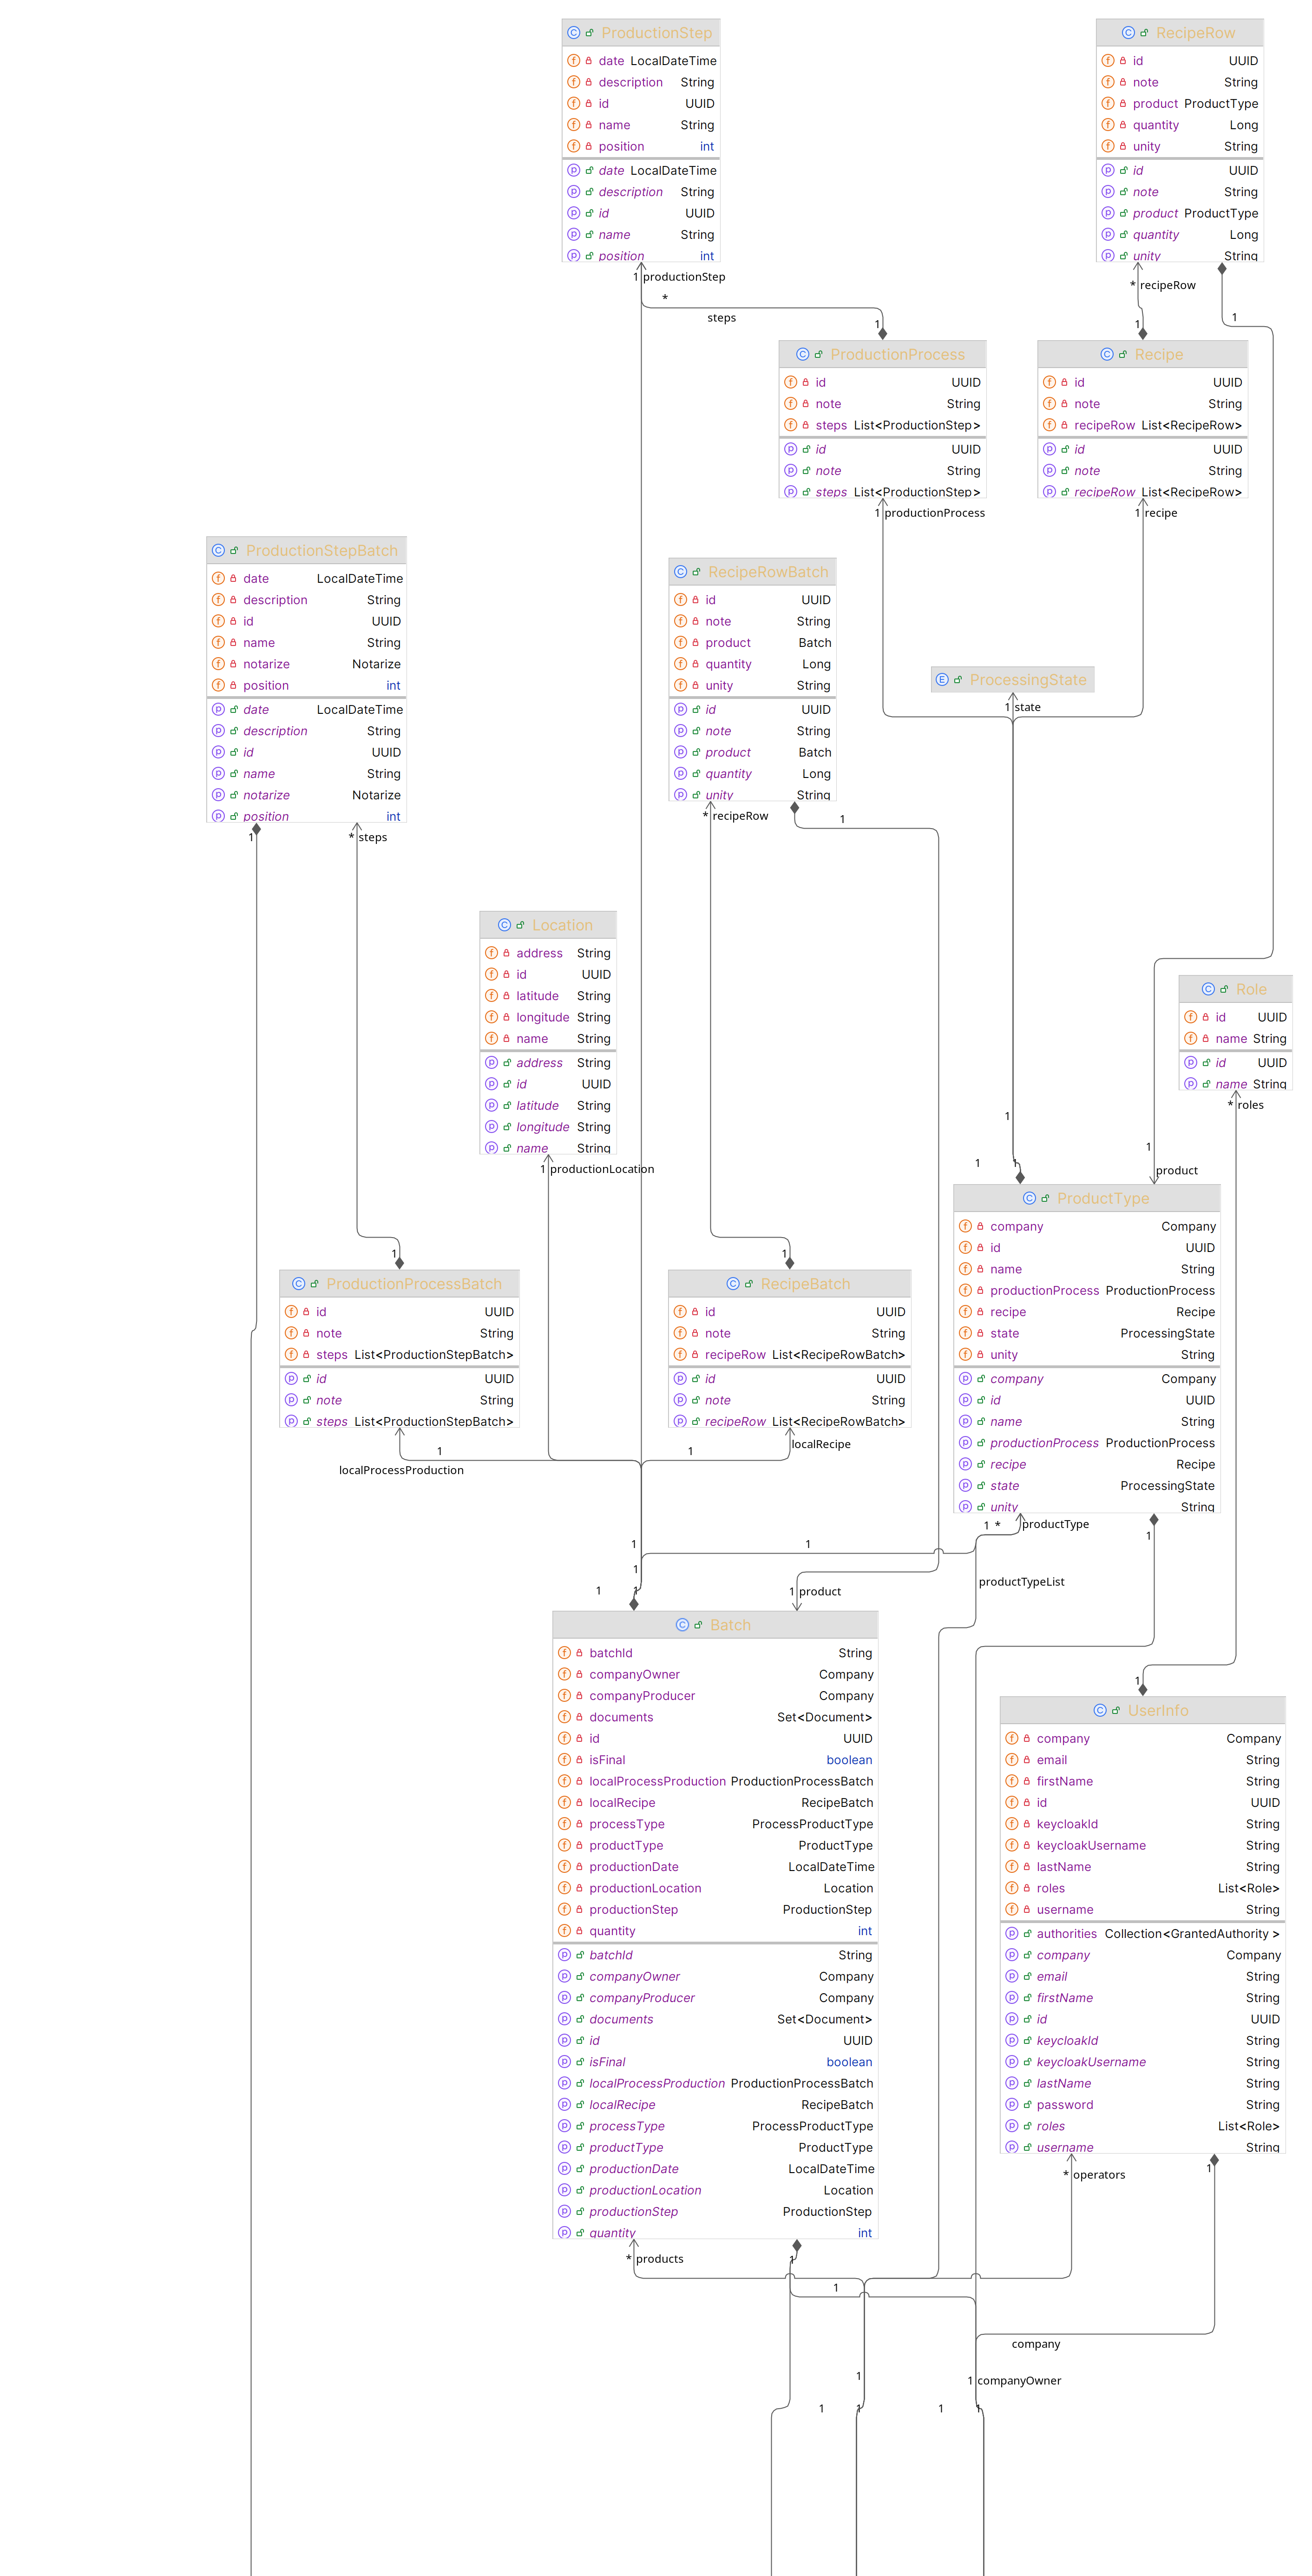 ProductionStep
date LocalDateTime
description String
id UUID
name String
position int
date LocalDateTime
description String
id UUID
name String
position int
RecipeRow
id UUID
note String
product ProductType
quantity Long
unity String
id UUID
note String
product ProductType
quantity Long
unity String
1 productionStep
*
steps
1
* recipeRow
1
1
ProductionProcess
id UUID
note String
steps List<ProductionStep>
id UUID
note String
steps List<ProductionStep>
1 productionProcess
Recipe
id UUID
note String
recipeRow List<RecipeRow>
id UUID
note String
recipeRow List<RecipeRow>
1 recipe
ProductionStepBatch
date LocalDateTime
description String
id UUID
name String
notarize Notarize
position int
date LocalDateTime
description String
id UUID
name String
notarize Notarize
position int
1
* steps
RecipeRowBatch
id UUID
note String
product Batch
quantity Long
unity String
id UUID
note String
product Batch
quantity Long
unity String
* recipeRow
1
ProcessingState
1 state
Location
address String
id UUID
latitude String
longitude String
name String
address String
id UUID
latitude String
longitude String
name String
1 productionLocation
Role
id UUID
name String
id UUID
name String
* roles
1
1
product
1
1
1
1
ProductionProcessBatch
id UUID
note String
steps List<ProductionStepBatch>
id UUID
note String
steps List<ProductionStepBatch>
1
localProcessProduction
RecipeBatch
id UUID
note String
recipeRow List<RecipeRowBatch>
id UUID
note String
recipeRow List<RecipeRowBatch>
localRecipe
1
ProductType
company Company
id UUID
name String
productionProcess ProductionProcess
recipe Recipe
state ProcessingState
unity String
company Company
id UUID
name String
productionProcess ProductionProcess
recipe Recipe
state ProcessingState
unity String
1 * productType
1
1
1
1
productTypeList
1
1
1 product
Batch
batchId String
companyOwner Company
companyProducer Company
documents Set<Document>
id UUID
isFinal boolean
localProcessProduction ProductionProcessBatch
localRecipe RecipeBatch
processType ProcessProductType
productType ProductType
productionDate LocalDateTime
productionLocation Location
productionStep ProductionStep
quantity int
batchId String
companyOwner Company
companyProducer Company
documents Set<Document>
id UUID
isFinal boolean
localProcessProduction ProductionProcessBatch
localRecipe RecipeBatch
processType ProcessProductType
productType ProductType
productionDate LocalDateTime
productionLocation Location
productionStep ProductionStep
quantity int
1
UserInfo
company Company
email String
firstName String
id UUID
keycloakId String
keycloakUsername String
lastName String
roles List<Role>
username String
authorities Collection<GrantedAuthority >
company Company
email String
firstName String
id UUID
keycloakId String
keycloakUsername String
lastName String
password String
roles List<Role>
username String
* operators
1
* products
1
1
company
1
1 companyOwner
1
1
1
1